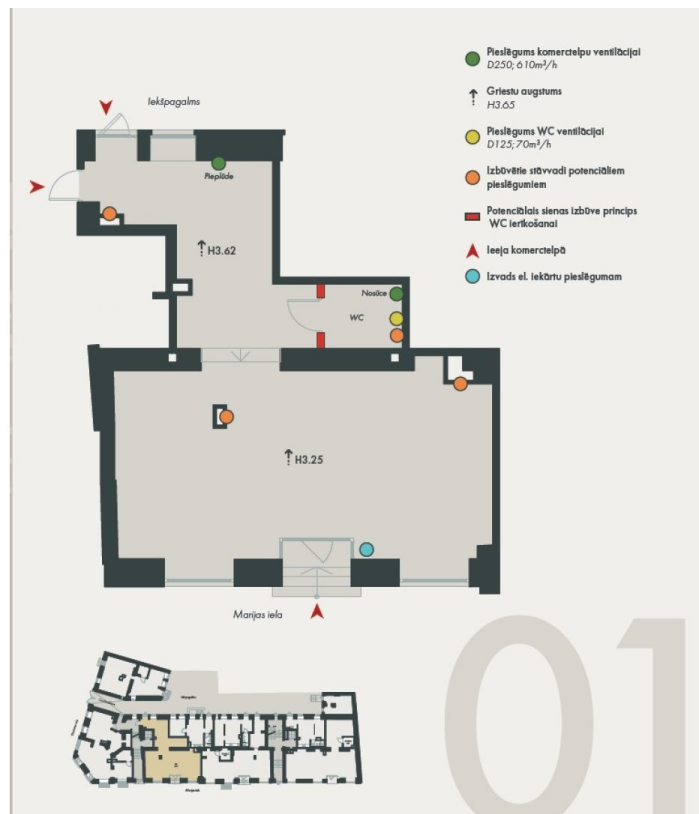 Pieslēgums komerctelpu ventilācijai
D250; 610m³/h
Griestu augstums
H3.65
Pieslēgums WC ventilācijai
D125; 70m³/h
Izbūvētie stāvvadi potenciāliem
pieslēgumiem
Potenciālais sienas izbūve princips
WC ierīkošanai
Ieeja komerctelpā
Izvads el. iekārtu pieslēgumam
Iekšpagalms
Pieplūde
H3.62
Nosūce
WC
H3.25
Marijas iela
01